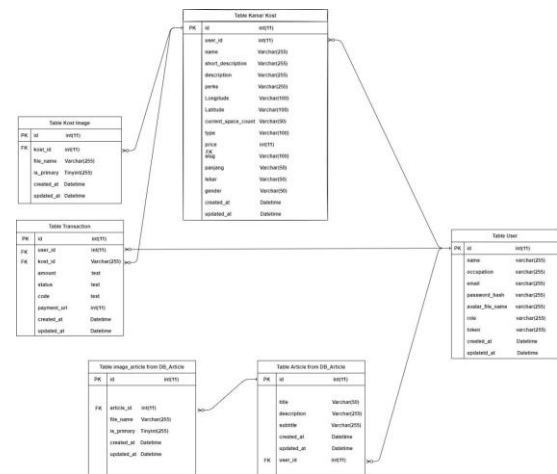 Table Kamar Kost
PK id int(11)
user_id int(11)
name Varchar(255)
short_description Varchar(255)
description Varchar(255)
perks Varchar(255)
Longitude Varchar(100)
Latitude Varchar(100)
current_space_count Varchar(50)
type Varchar(255)
price int(11)
FK
slug Varchar(100)
panjang Varchar(50)
lebar Varchar(50)
gender Varchar(50)
created_at Datetime
updated_at Datetime
Table Kost Image
PK id int(11)
FK kost_id int(11)
file_name Varchar(255)
is_primary Tinyint(255)
created_at Datetime
updated_at Datetime
Table Transaction
PK id int(11)
FK user_id int(11)
FK kost_id Varchar(255)
amount text
status text
code text
payment_url int(11)
created_at Datetime
updated_at Datetime
Table User
PK id int(11)
name varchar(255)
occupation varchar(255)
email varchar(255)
password_hash varchar(255)
avatar_file_name varchar(255)
role varchar(255)
token varchar(255)
created_at Datetime
Datetime
Table image_article from DB_Article
PK id int(11)
FK article_id int(11)
file_name Varchar(255)
is_primary Tinyint(255)
created_at Datetime
updated_at Datetime
Table Article from DB_Article
PK id int(11)
title Varchar(50)
description Varchar(255)
subtitle Varchar(255)
created_at Datetime
updated_at Datetime
FK user_id int(11)